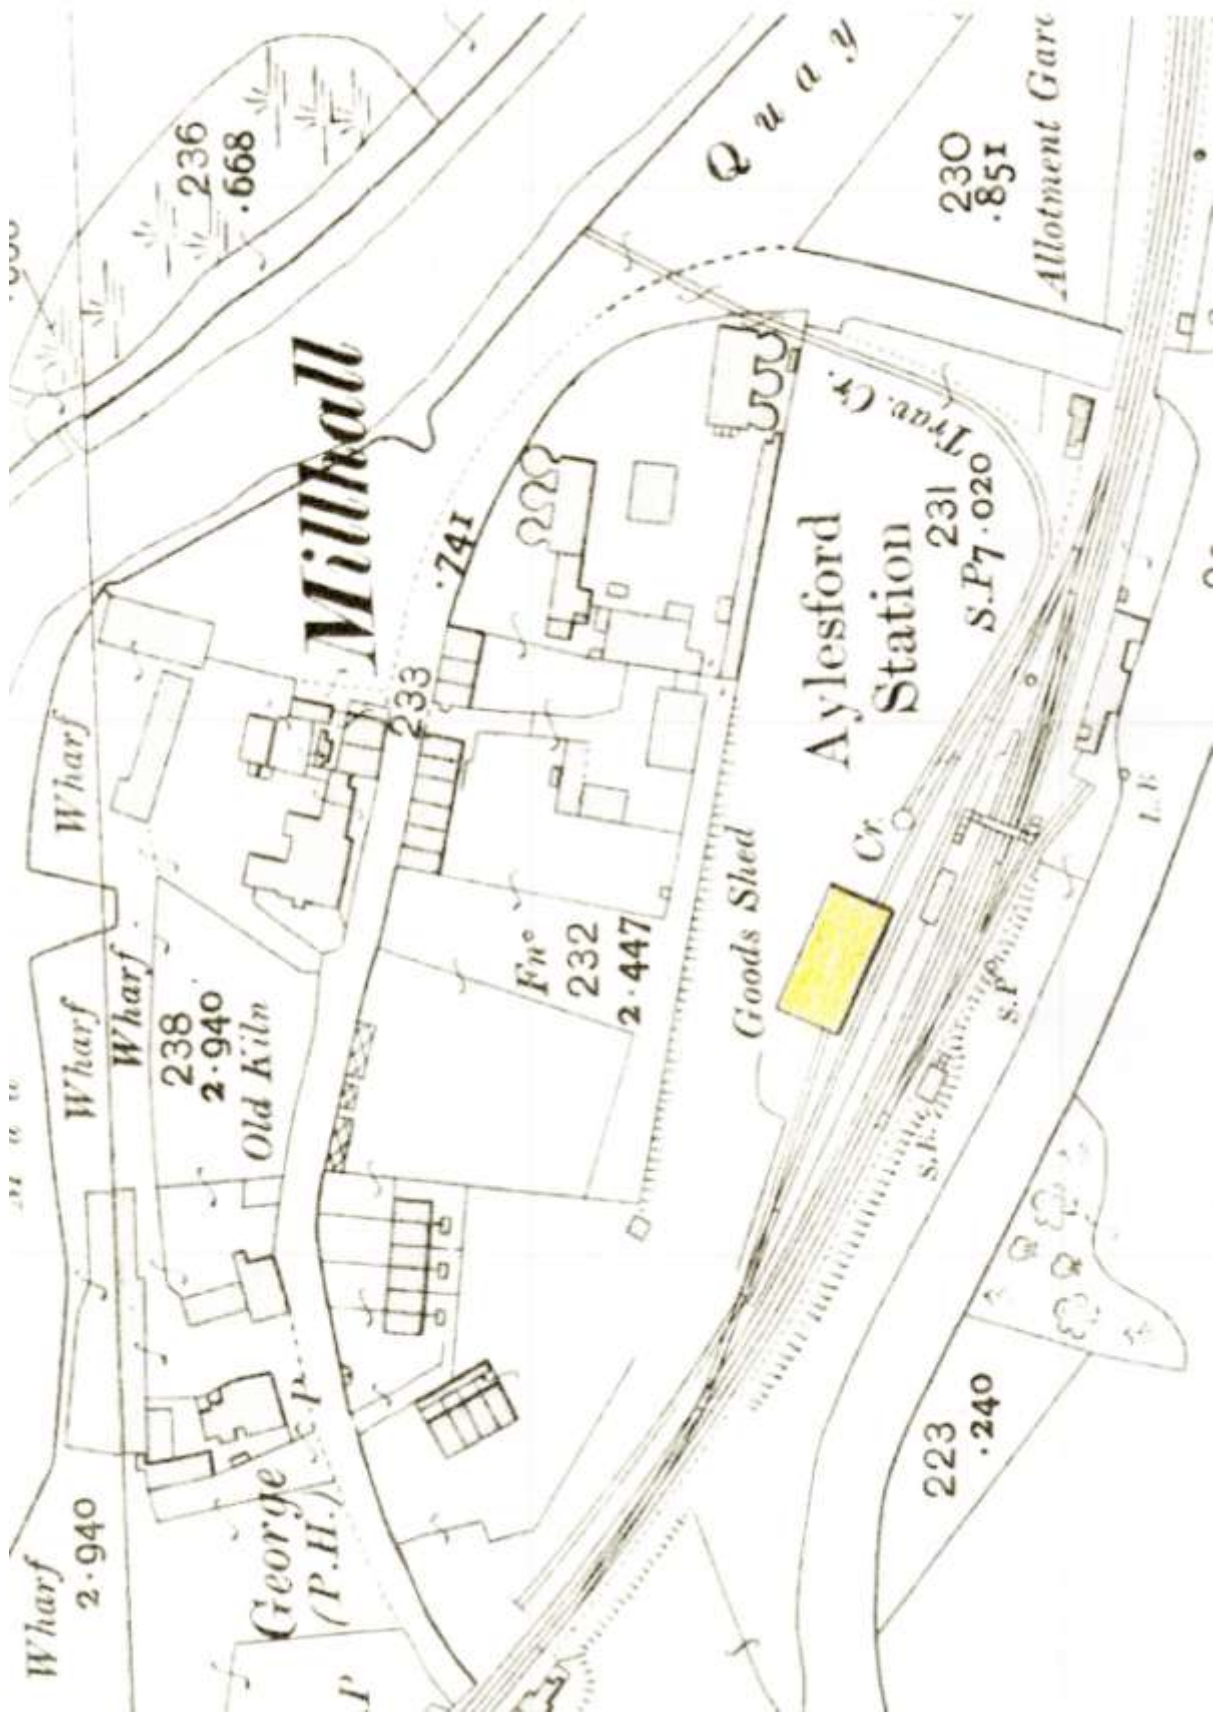 236
.668
Quay
230
.851
Allotment Gard
Millhall
.741
Trav. Cr.
231
S.P 7.020
Aylesford
Station
233
Wharf
Cr.
Goods Shed
L.B
Fn°
232
2.447
Wharf
Wharf
238
2.940
Old Kiln
S.P
S.B.
223
.240
P
George
(P.H.)
Wharf
2.940
P